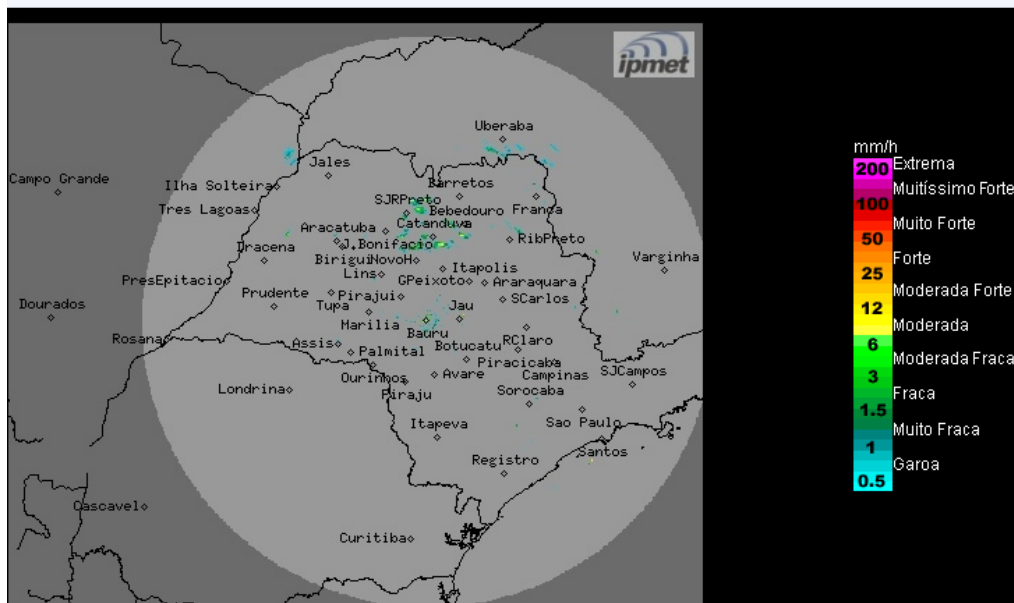 ipmet
Uberaba
Campo Grande
Jales
Ilha Solteira
Barretos
Tres Lagoas
SJRPreto
Bebedouro
Franca
Aracatuba
Catanduva
Dracena
J.Bonifacio
RibPreto
Birigui
NovoH
Varginha
Lins
Itapolis
PresEpitacio
GPeixoto
Araraquara
Dourados
Prudente
Tupa
Pirajui
SCarlos
Jau
Marilia
Bauru
Rosana
Assis
Palmital
Botucatu
RClaro
Piracicaba
Ourinhos
Avare
Campinas
SJCampos
Londrina
Piraju
Sorocaba
Itapeva
Sao Paulo
Registro
Santos
Cascavel
Curitiba
mm/h
200 Extrema
Muitíssimo Forte
100
Muito Forte
50
Forte
25
Moderada Forte
12
Moderada
6
Moderada Fraca
3
Fraca
1.5
Muito Fraca
1
Garoa
0.5